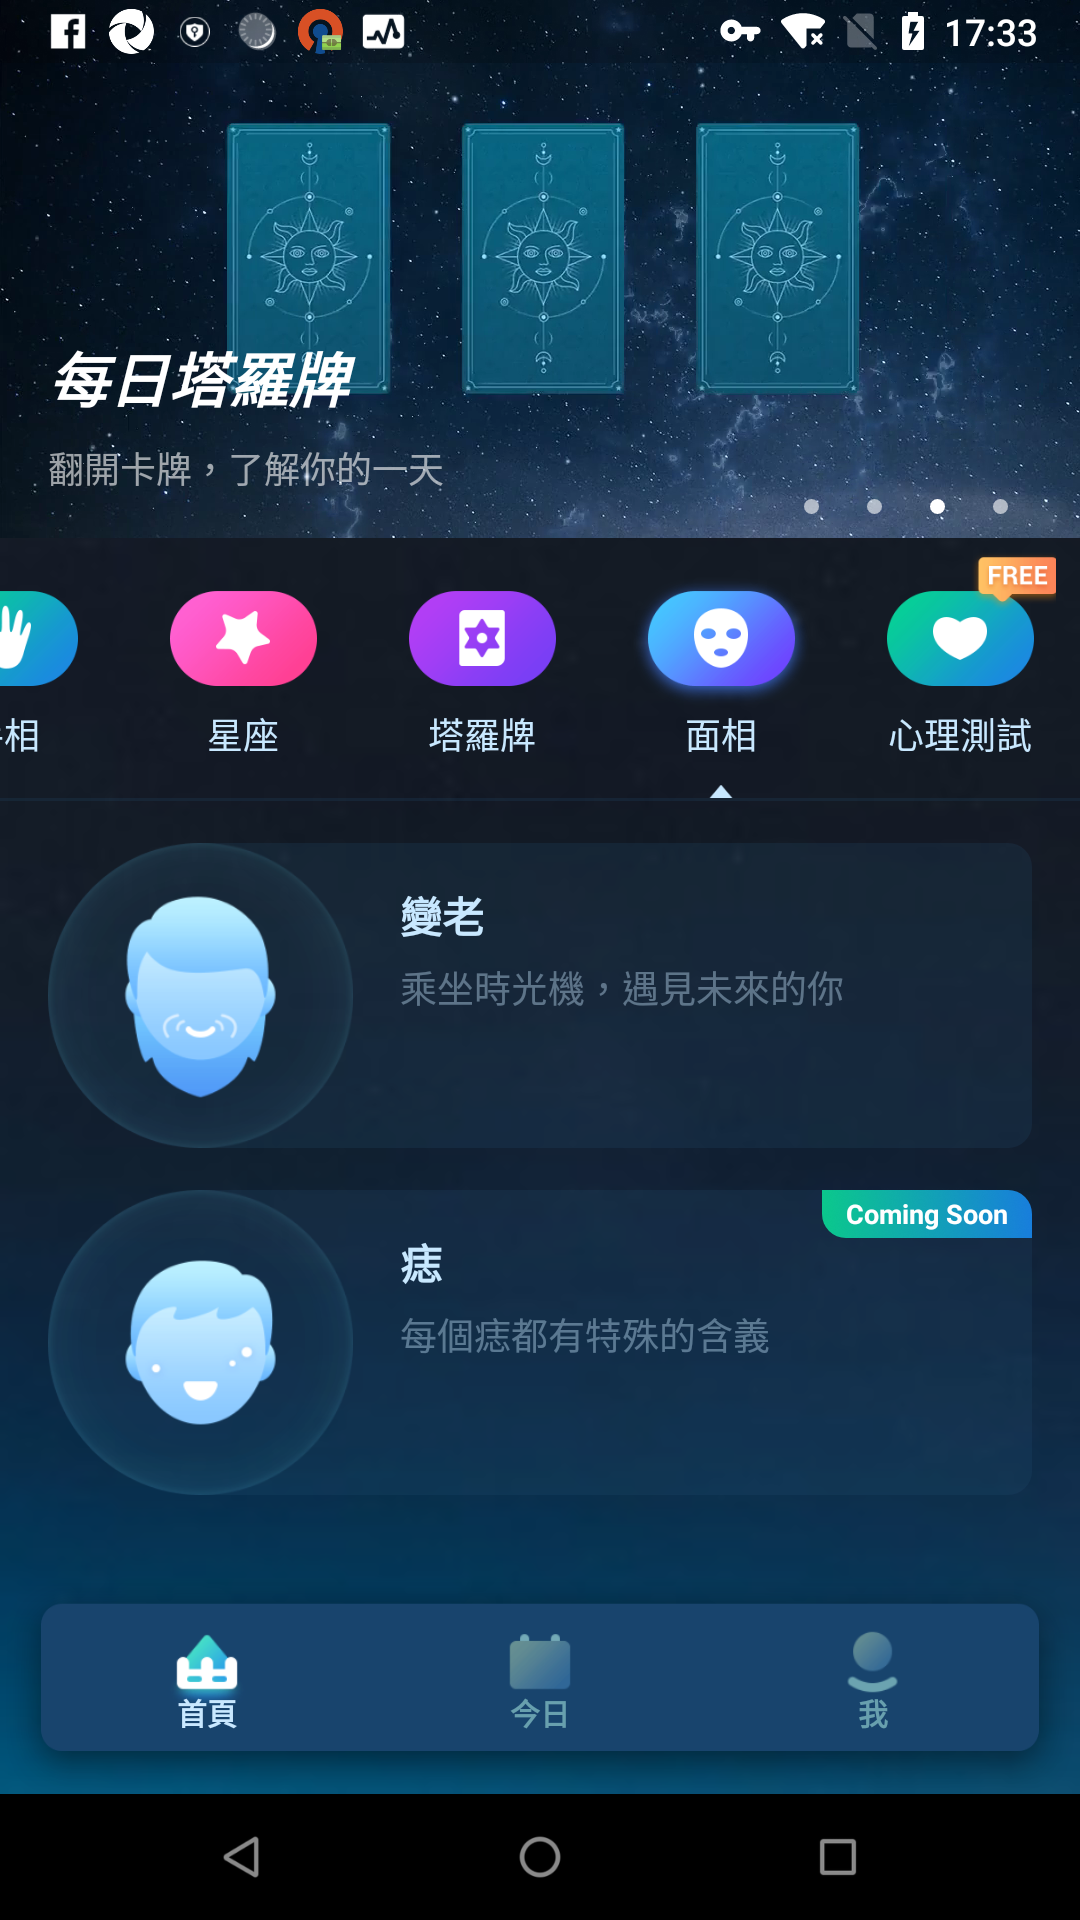 17:33
每日塔羅牌
翻開卡牌，了解你的一天
FREE
相
星座
塔羅牌
面相
心理測試
變老
乘坐時光機，遇見未來的你
Coming Soon
痣
每個痣都有特殊的含義
首頁
今日
我